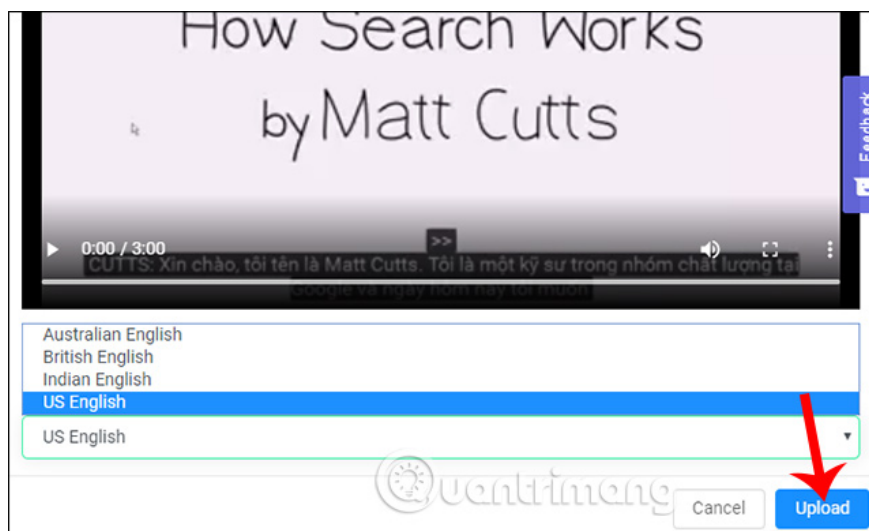 How Search Works
by Matt Cutts
Feedback
>>
0:00 / 3:00
CUTTS: Xin chào, tôi tên là Matt Cutts. Tôi là một kỹ sư trong nhóm chất lượng tại
Google và ngày hôm nay tôi muốn
Australian English
British English
Indian English
US English
US English
Quantrimang
Cancel
Upload